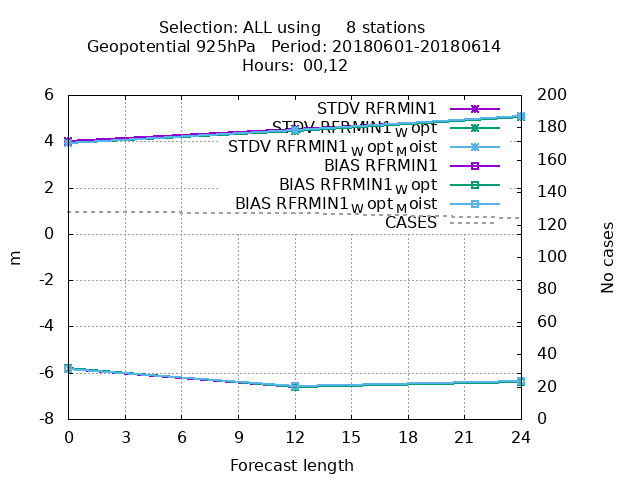 Selection: ALL using     8 stations
Geopotential 925hPa   Period: 20180601-20180614
Hours: 00,12
6
4
2
0
-2
-4
-6
-8
m
STDV RFRMIN1
STDV RFRMIN1_W opt
STDV RFRMIN1_W opt_M oist
BIAS RFRMIN1
BIAS RFRMIN1_W opt
BIAS RFRMIN1_W opt_M oist
CASES
200
180
160
140
120
100
80
60
40
20
0
No cases
0 3 6 9 12 15 18 21 24
Forecast length